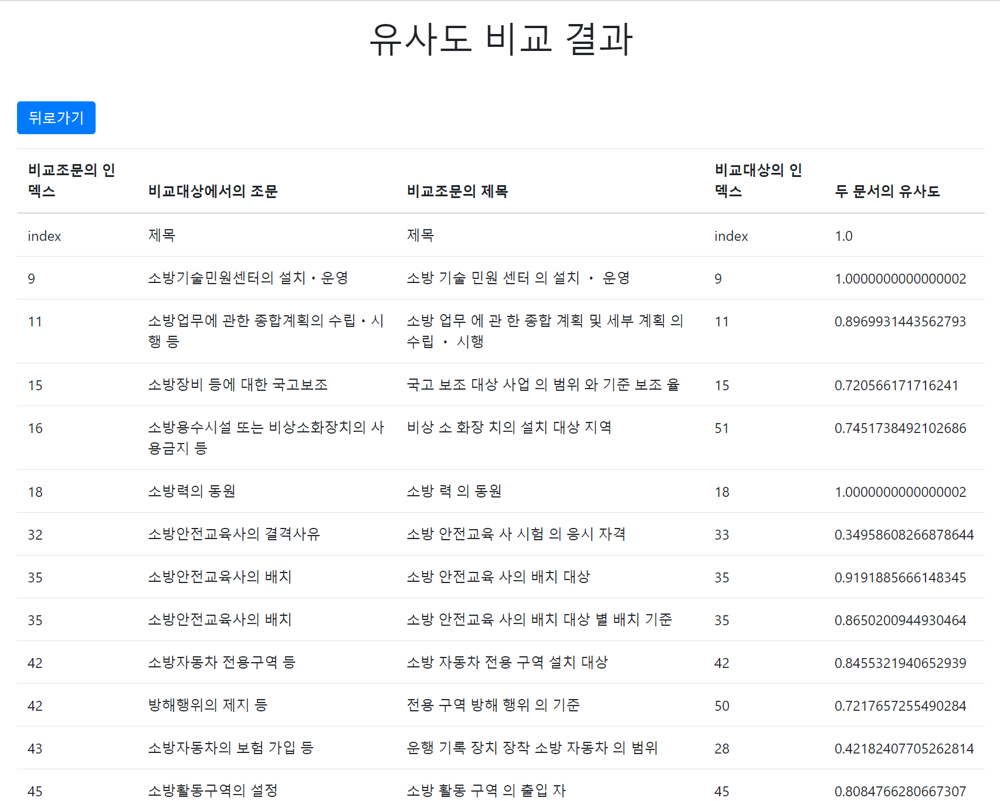 유사도 비교 결과
뒤로가기
비교조문의 인
덱스
비교대상에서의 조문
비교조문의 제목
비교대상의 인
덱스
두 문서의 유사도
index 제목 제목 index 1.0
9 소방기술민원센터의 설치・운영 소방 기술 민원 센터 의 설치 ・ 운영 9 1.0000000000000002
11 소방업무에 관한 종합계획의 수립・시 소방 업무 에 관 한 종합 계획 및 세부 계획 의 11 0.8969931443562793
행 등 수립 ・ 시행
15 소방장비 등에 대한 국고보조 국고 보조 대상 사업 의 범위 와 기준 보조 율 15 0.720566171716241
16 소방용수시설 또는 비상소화장치의 사 비상 소 화장 치의 설치 대상 지역 51 0.7451738492102686
용금지 등
18 소방력의 동원 소방 력 의 동원 18 1.0000000000000002
32 소방안전교육사의 결격사유 소방 안전교육 사 시험 의 응시 자격 33 0.34958608266878644
35 소방안전교육사의 배치 소방 안전교육 사의 배치 대상 35 0.9191885666148345
35 소방안전교육사의 배치 소방 안전교육 사의 배치 대상 별 배치 기준 35 0.8650200944930464
42 소방자동차 전용구역 등 소방 자동차 전용 구역 설치 대상 42 0.8455321940652939
42 방해행위의 제지 등 전용 구역 방해 행위 의 기준 50 0.7217657255490284
43 소방자동차의 보험 가입 등 운행 기록 장치 장착 소방 자동차 의 범위 28 0.42182407705262814
45 소방활동구역의 설정 소방 활동 구역 의 출입 자 45 0.8084766280667307